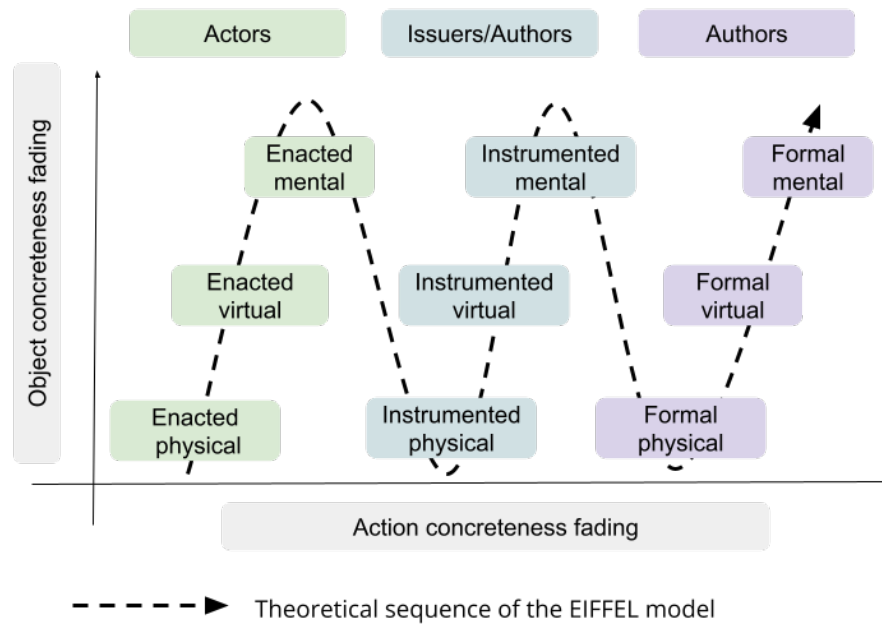 Actors
Issuers/Authors
Authors
Object concreteness fading
Enacted
mental
Instrumented
mental
Formal
mental
Enacted
virtual
Instrumented
virtual
Formal
virtual
Enacted
physical
Instrumented
physical
Formal
physical
Action concreteness fading
Theoretical sequence of the EIFFEL model